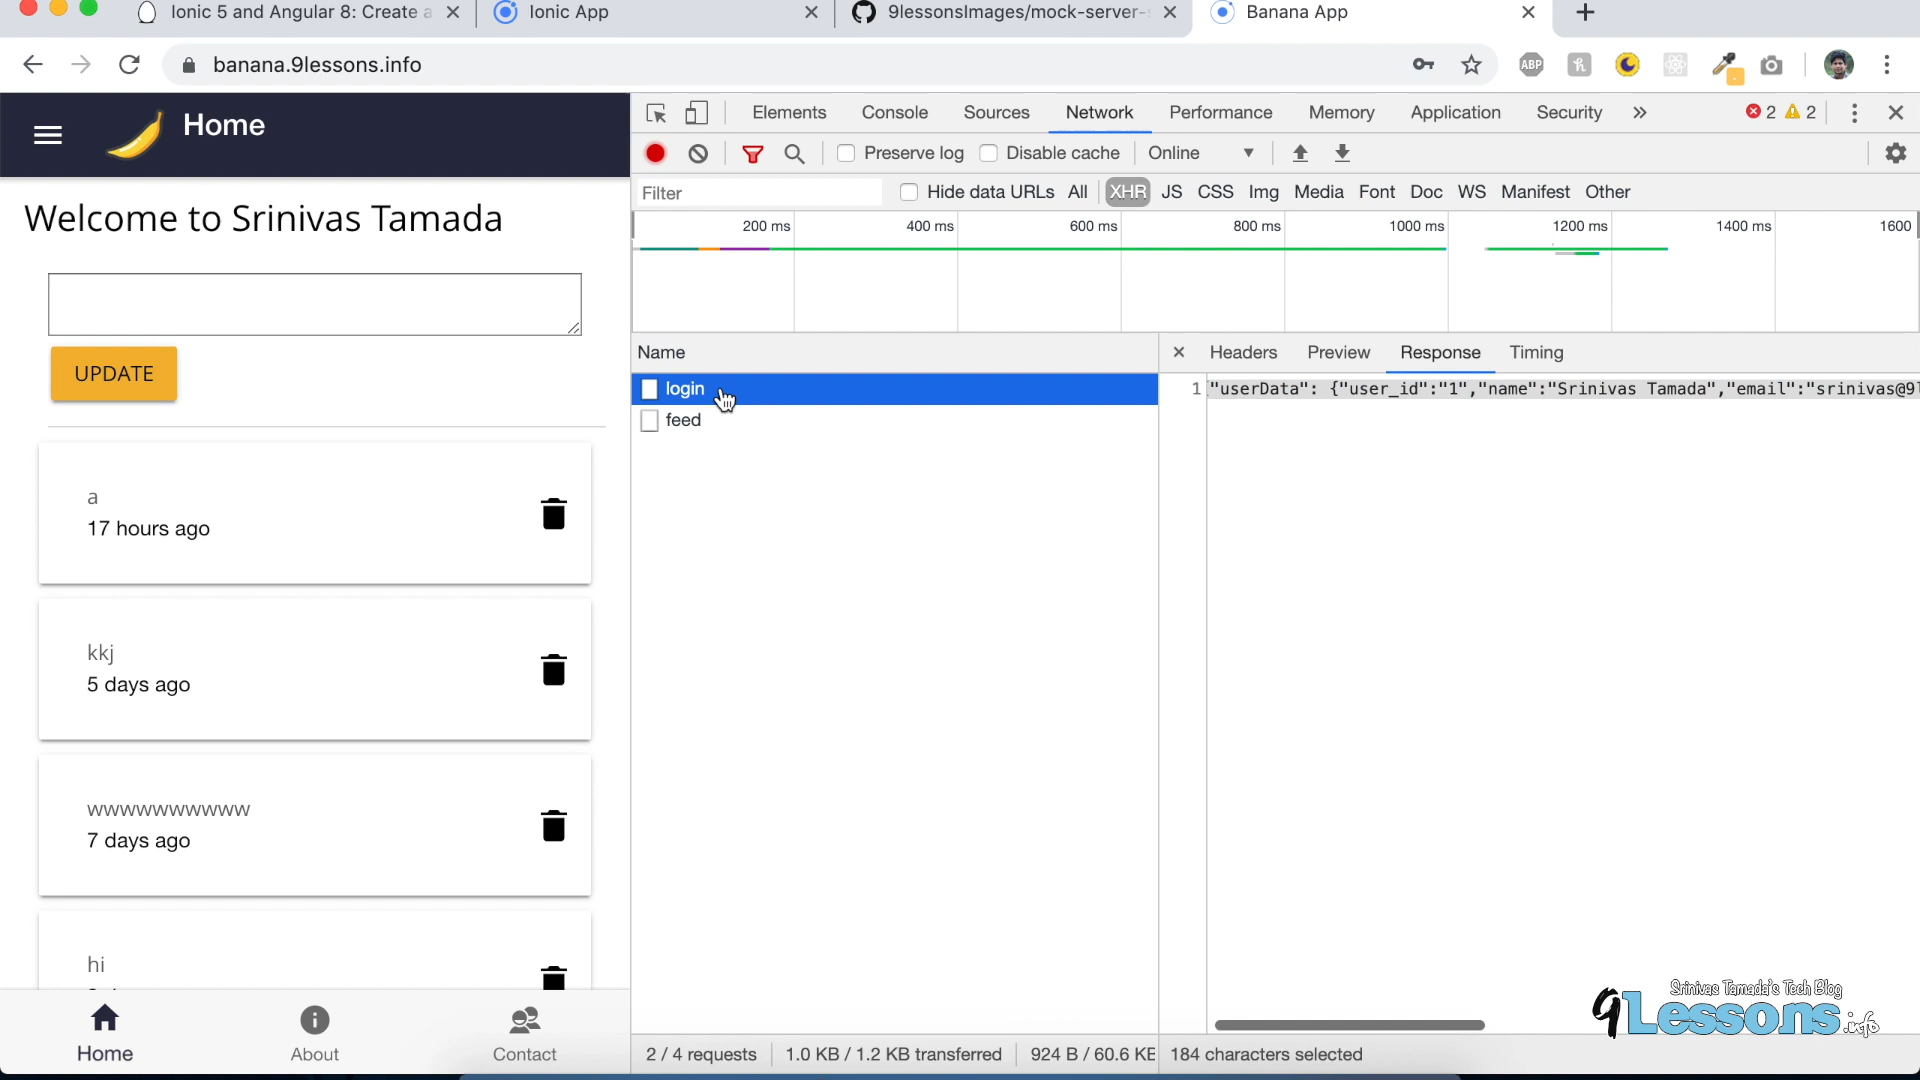 Ionic 5 and Angular 8: Create a
Ionic App
9lessonsImages/mock-server-s
Banana App
banana.9lessons.info
ABP
Home
Welcome to Srinivas Tamada
UPDATE
a
17 hours ago
kkj
5 days ago
wwwwwwwwww
7 days ago
hi
Home
About
Contact
Elements Console Sources Network Performance Memory Application Security » 2 2
Preserve log Disable cache Online
Filter Hide data URLs All XHR JS CSS Img Media Font Doc WS Manifest Other
200 ms 400 ms 600 ms 800 ms 1000 ms 1200 ms 1400 ms 1600
Name
login
feed
Headers Preview Response Timing
1 "userData": {"user_id":"1","name":"Srinivas Tamada","email":"srinivas@9l
2 / 4 requests 1.0 KB / 1.2 KB transferred 924 B / 60.6 KE 184 characters selected
Srinivas Tamada's Tech Blog
9Lessons.info